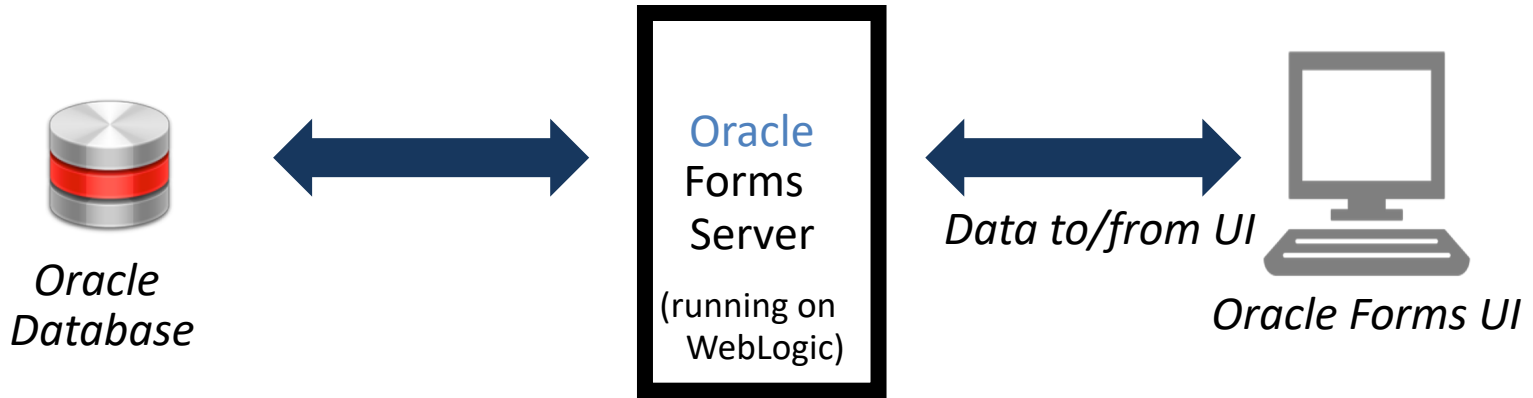 Oracle
Database
Oracle
Forms
Server
(running on
WebLogic)
Data to/from UI
Oracle Forms UI